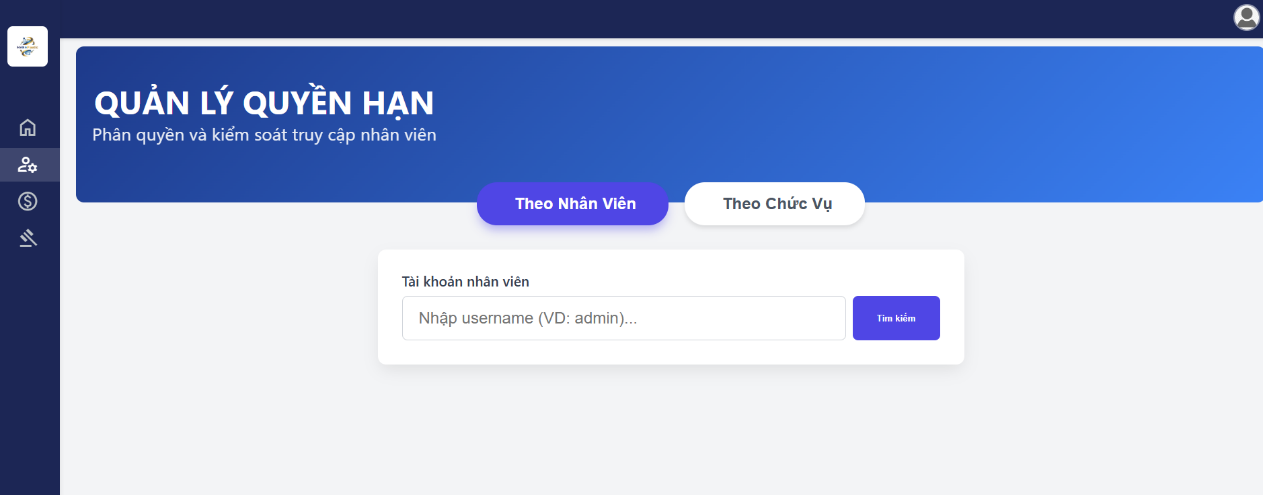 QUẢN LÝ QUYỀN HẠN
Phân quyền và kiểm soát truy cập nhân viên
Theo Nhân Viên
Theo Chức Vụ
Tài khoản nhân viên
Nhập username (VD: admin)...
Tìm kiếm